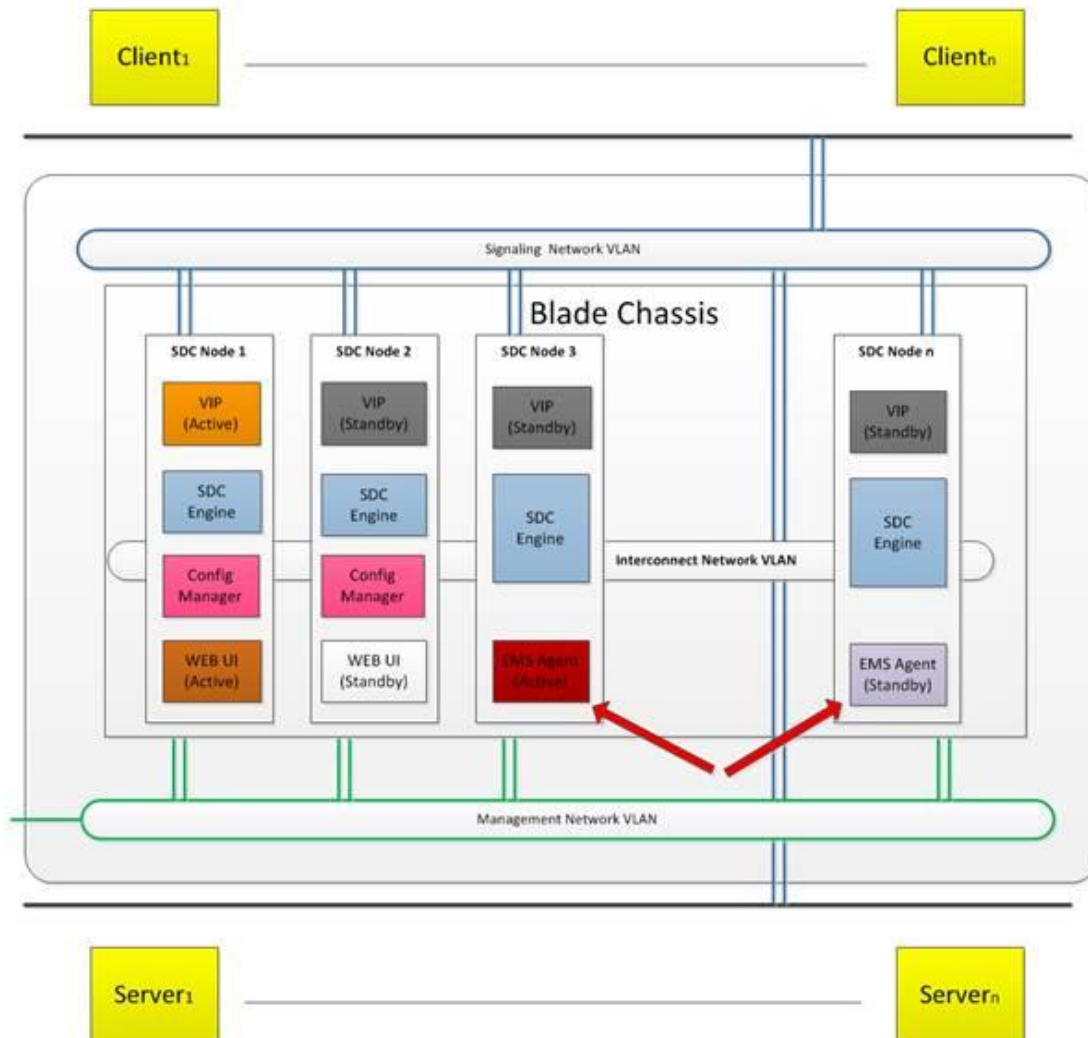 Client1
Clientn
Signaling Network VLAN
Blade Chassis
SDC Node 1
SDC Node 2
SDC Node 3
SDC Node n
VIP
(Active)
VIP
(Standby)
VIP
(Standby)
VIP
(Standby)
SDC
Engine
SDC
Engine
SDC
Engine
SDC
Engine
Interconnect Network VLAN
Config
Manager
Config
Manager
WEB UI
(Active)
WEB UI
(Standby)
EMS Agent
(Active)
EMS Agent
(Standby)
Management Network VLAN
Server1
Servern